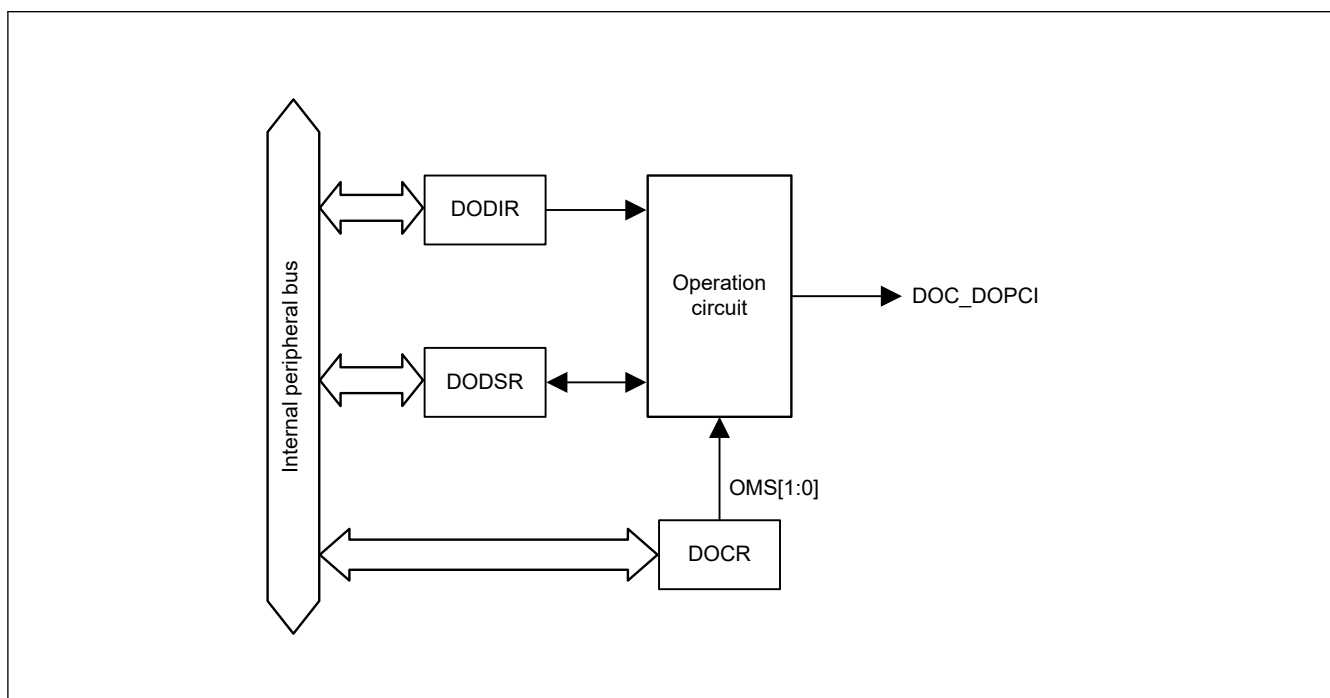 Internal peripheral bus
DODIR
Operation
circuit
DOC_DOPCI
DODSR
OMS[1:0]
DOCR